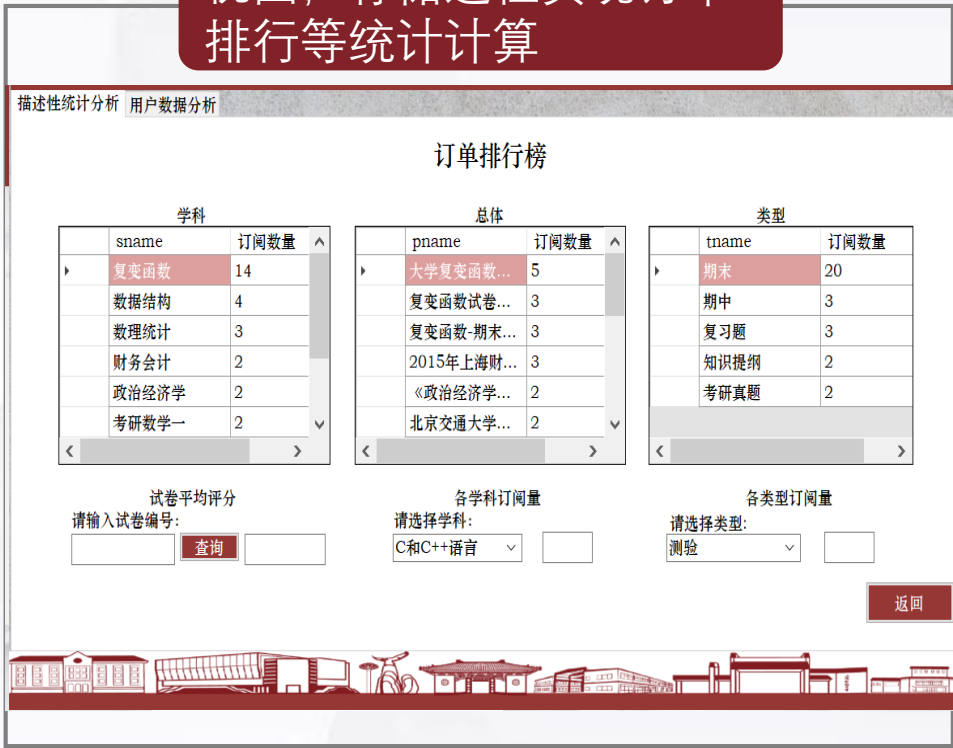 排行等统计计算
描述性统计分析 用户数据分析
订单排行榜
学科
sname 订阅数量
复变函数 14
数据结构 4
数理统计 3
财务会计 2
政治经济学 2
考研数学一 2
总体
pname 订阅数量
大学复变函数... 5
复变函数试卷... 3
复变函数-期末... 3
2015年上海财... 3
《政治经济学... 2
北京交通大学... 2
类型
tname 订阅数量
期末 20
期中 3
复习题 3
知识提纲 2
考研真题 2
试卷平均评分
请输入试卷编号：
查询
各学科订阅量
请选择学科：
C和C++语言
各类型订阅量
请选择类型：
测验
返回